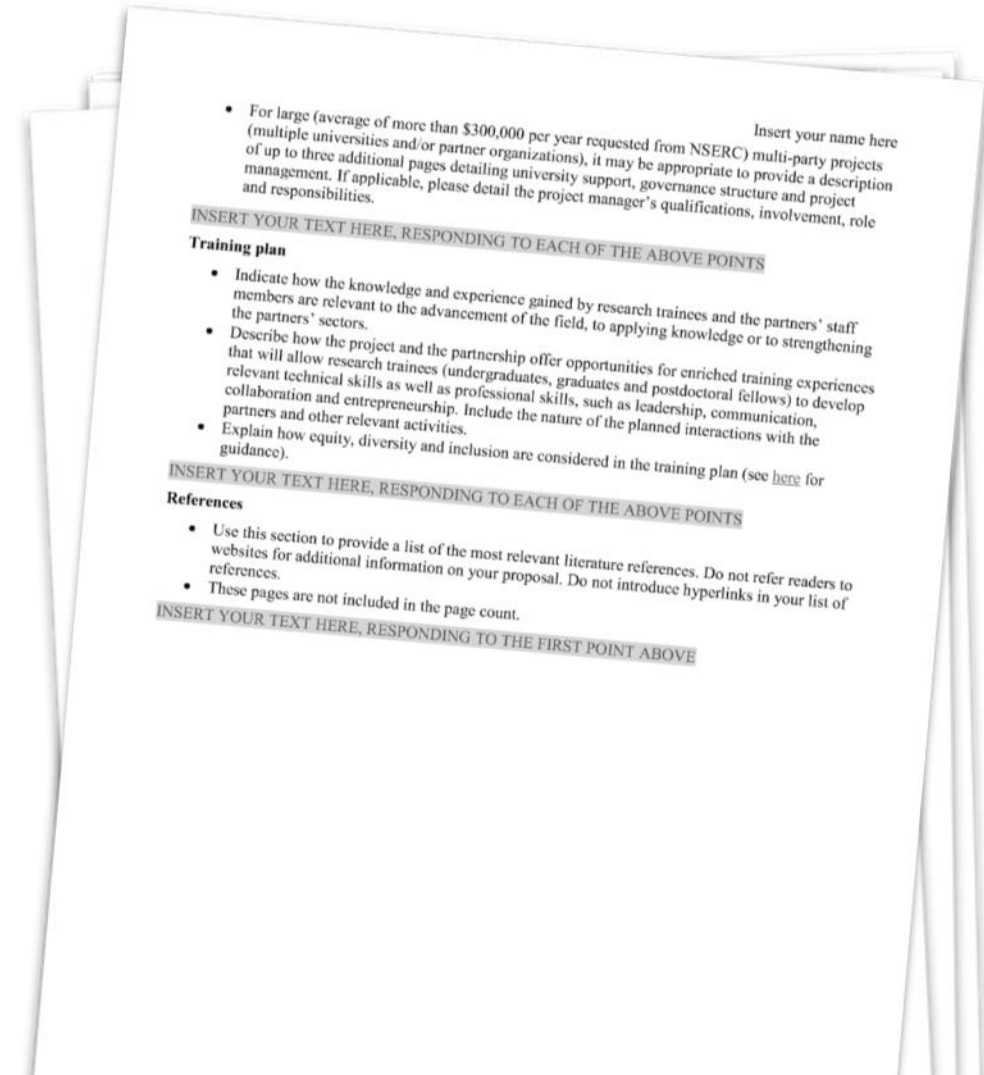 Insert your name here
• For large (average of more than $300,000 per year requested from NSERC) multi-party projects
(multiple universities and/or partner organizations), it may be appropriate to provide a description
of up to three additional pages detailing university support, governance structure and project
management. If applicable, please detail the project manager's qualifications, involvement, role
and responsibilities.
INSERT YOUR TEXT HERE, RESPONDING TO EACH OF THE ABOVE POINTS
Training plan
• Indicate how the knowledge and experience gained by research trainees and the partners' staff
members are relevant to the advancement of the field, to applying knowledge or to strengthening
the partners' sectors.
• Describe how the project and the partnership offer opportunities for enriched training experiences
that will allow research trainees (undergraduates, graduates and postdoctoral fellows) to develop
relevant technical skills as well as professional skills, such as leadership, communication,
collaboration and entrepreneurship. Include the nature of the planned interactions with the
partners and other relevant activities.
• Explain how equity, diversity and inclusion are considered in the training plan (see here for
guidance).
INSERT YOUR TEXT HERE, RESPONDING TO EACH OF THE ABOVE POINTS
References
• Use this section to provide a list of the most relevant literature references. Do not refer readers to
websites for additional information on your proposal. Do not introduce hyperlinks in your list of
references.
• These pages are not included in the page count.
INSERT YOUR TEXT HERE, RESPONDING TO THE FIRST POINT ABOVE